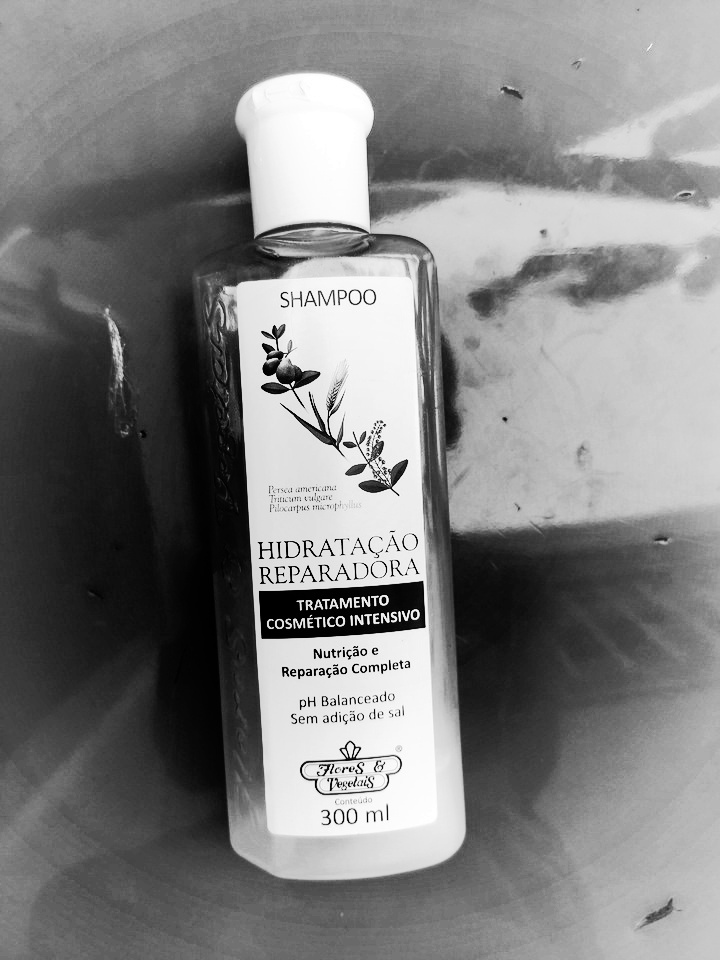 SHAMPOO
Persea americana
Triticum vulgare
Pilocarpus microphyllus
HIDRATAÇÃO
REPARADORA
TRATAMENTO
COSMÉTICO INTENSIVO
Nutrição e
Reparação Completa
pH Balanceado
Sem adição de sal
Flores &
Vegetais
®
Conteúdo
300 ml